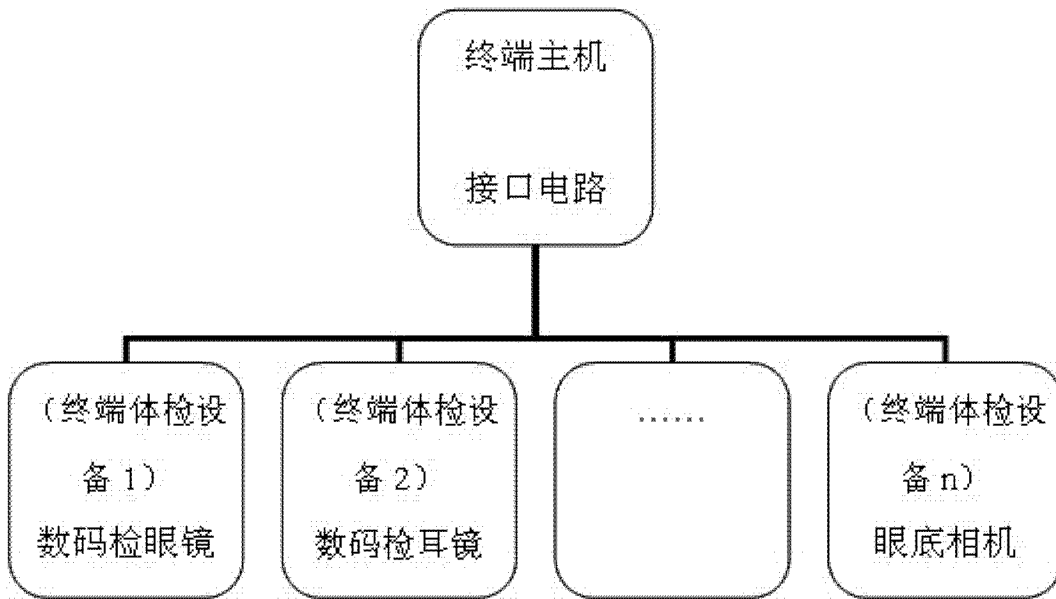 终端主机
接口电路
（终端体检设
备 1）
数码检眼镜
（终端体检设
备 2）
数码检耳镜
……
（终端体检设
备 n）
眼底相机